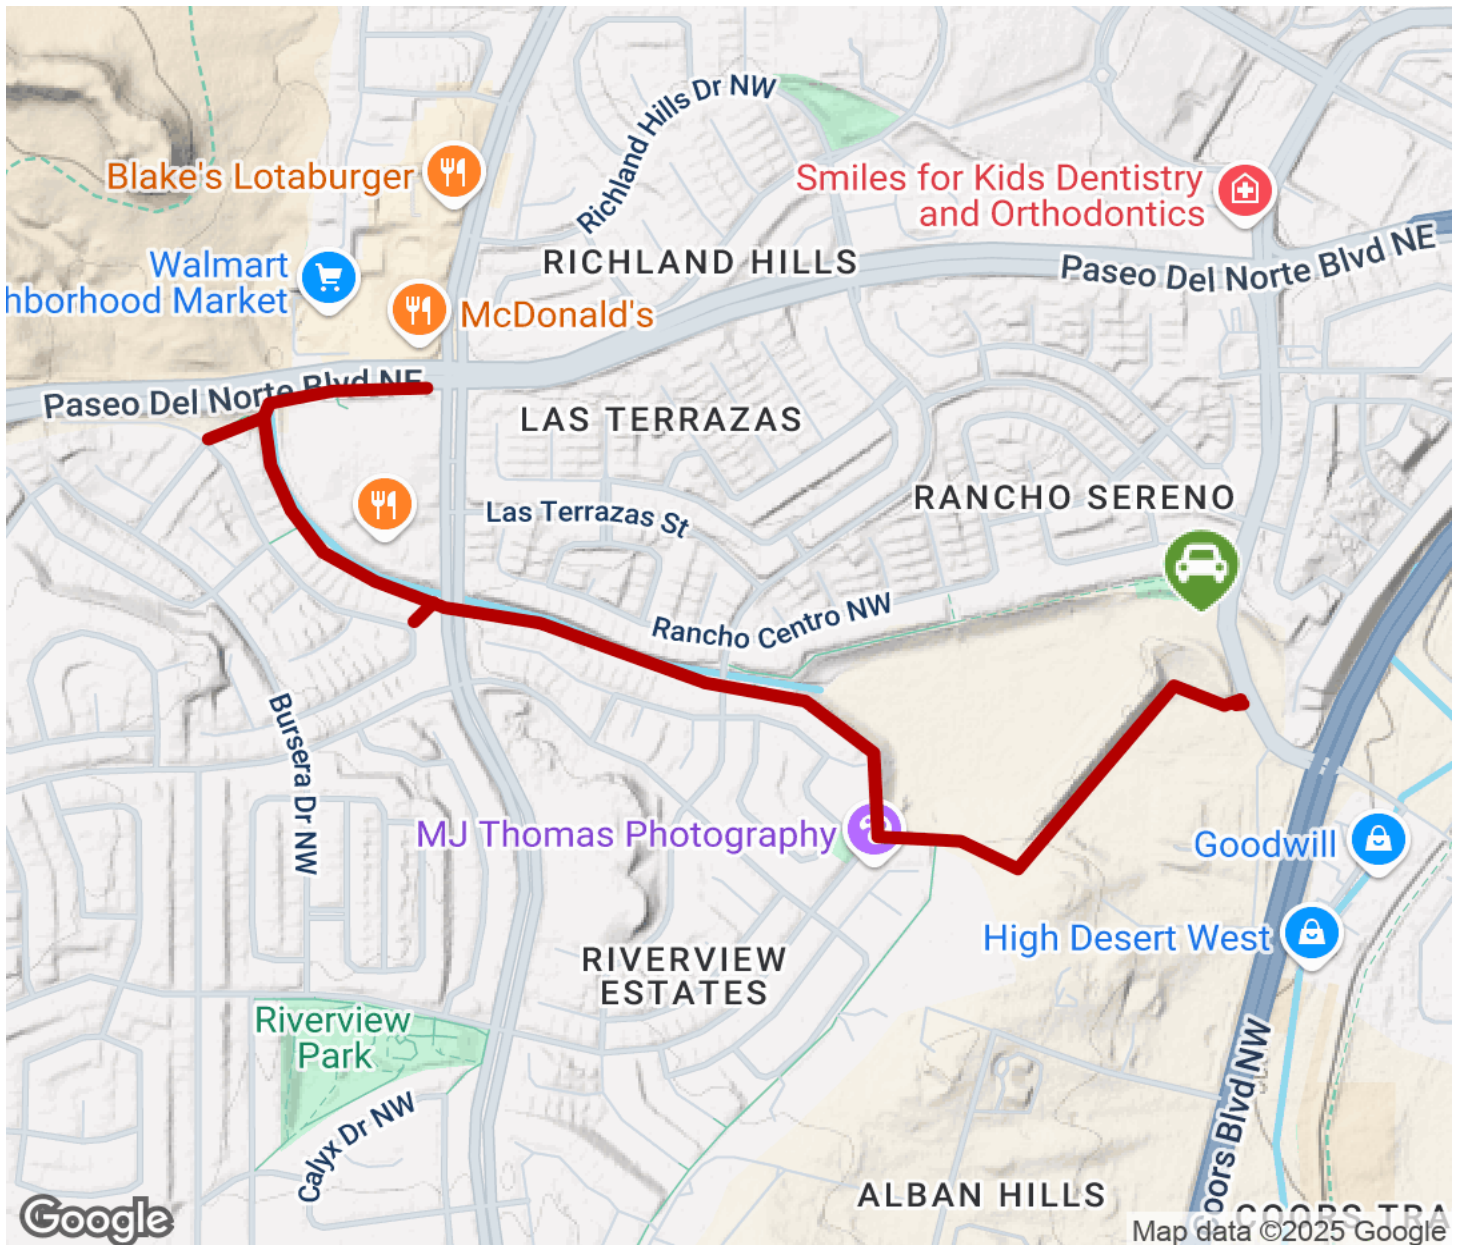 Richland Hills Dr NW
Blake's Lotaburger
Smiles for Kids Dentistry
and Orthodontics
Walmart
hborhood Market
RICHLAND HILLS
Paseo Del Norte Blvd NE
McDonald's
Paseo Del Norte Blvd NE
LAS TERRAZAS
Las Terrazas St
RANCHO SERENO
Rancho Centro NW
Bursera Dr NW
MJ Thomas Photography
Goodwill
High Desert West
RIVERVIEW
ESTATES
Riverview
Park
Calyx Dr NW
oors Blvd NW
ALBAN HILLS
COORS TRA
Google
Map data ©2025 Google